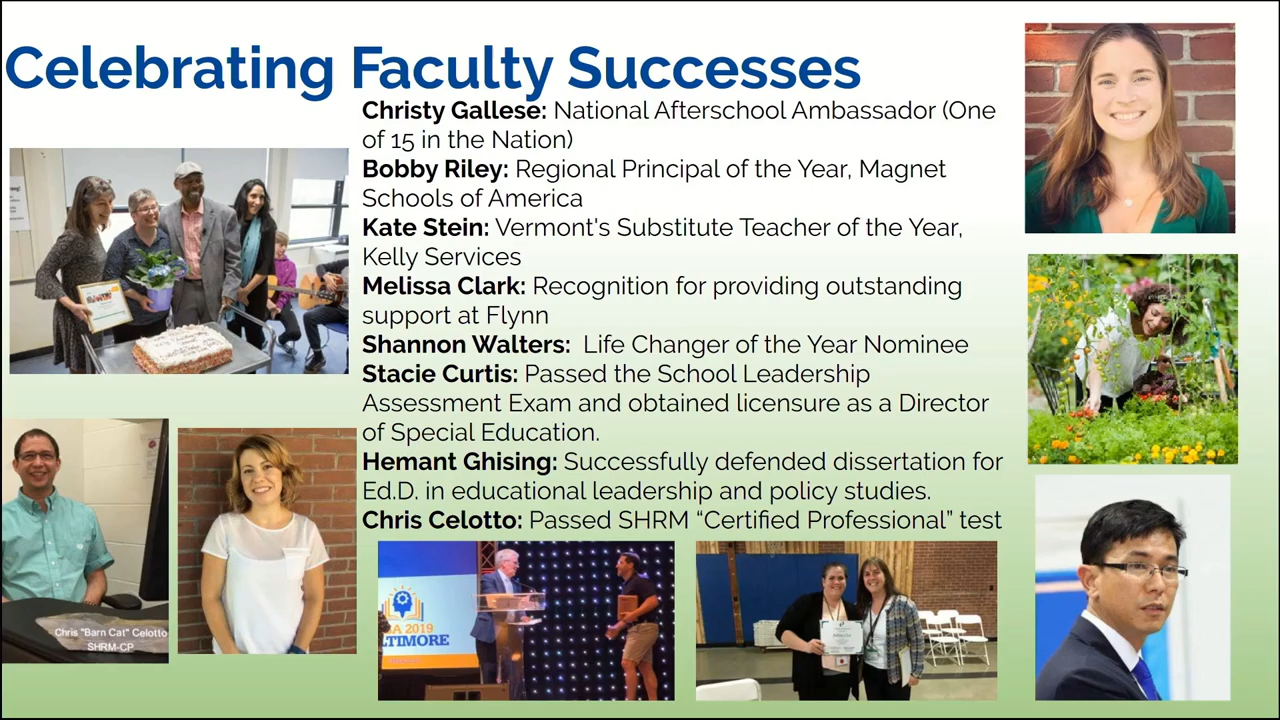 Celebrating Faculty Successes
Christy Gallese: National Afterschool Ambassador (One
of 15 in the Nation)
Bobby Riley: Regional Principal of the Year, Magnet
Schools of America
Kate Stein: Vermont's Substitute Teacher of the Year,
Kelly Services
Melissa Clark: Recognition for providing outstanding
support at Flynn
Shannon Walters: Life Changer of the Year Nominee
Stacie Curtis: Passed the School Leadership
Assessment Exam and obtained licensure as a Director
of Special Education.
Hemant Ghising: Successfully defended dissertation for
Ed.D. in educational leadership and policy studies.
Chris Celotto: Passed SHRM “Certified Professional” test
Chris "Barn Cat" Celotto
SHRM-CP
A 2019
LTIMORE